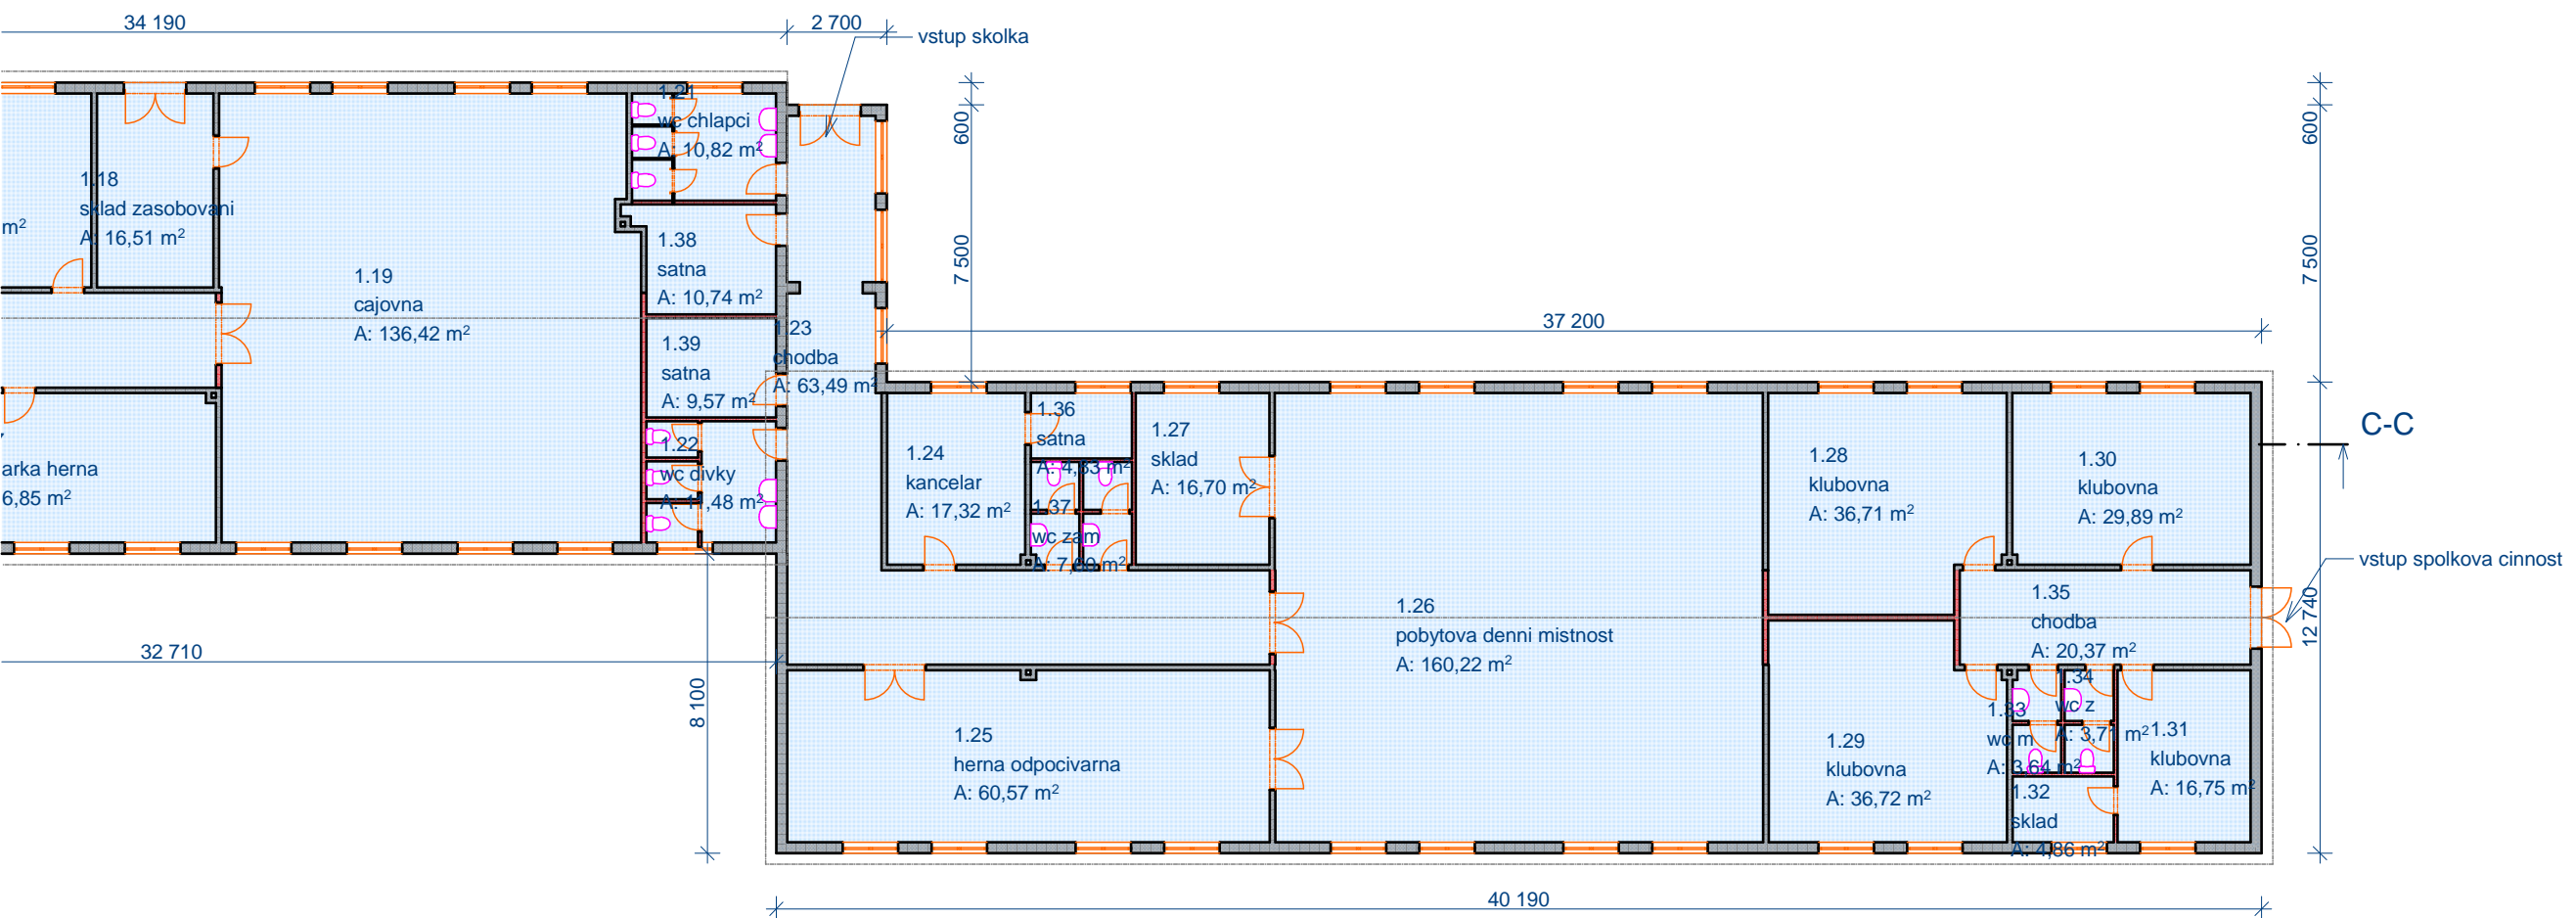 34 190
2 700
vstup skolka
600
7 500
600
7 500
m²
1.18
sklad zasobovani
A: 16,51 m²
1.19
cajovna
A: 136,42 m²
1.21
wc chlapci
A: 10,82 m²
1.38
satna
A: 10,74 m²
1.39
satna
A: 9,57 m²
1.22
wc divky
A: 11,48 m²
1.23
chodba
A: 63,49 m²
arka herna
6,85 m²
37 200
1.24
kancelar
A: 17,32 m²
1.36
satna
A: 4,33 m²
1.37
wc zam
1.27
sklad
A: 16,70 m²
1.28
klubovna
A: 36,71 m²
1.30
klubovna
A: 29,89 m²
C-C
vstup spolkova cinnost
12 740
1.35
chodba
A: 20,37 m²
1.26
pobytova denni mistnost
A: 160,22 m²
32 710
8 100
1.25
herna odpocivarna
A: 60,57 m²
1.29
klubovna
A: 36,72 m²
1.33
wc m
A: 3,64 m²
1.34
wc z
A: 3,71 m²
1.31
klubovna
A: 16,75 m²
1.32
sklad
A: 4,86 m²
40 190